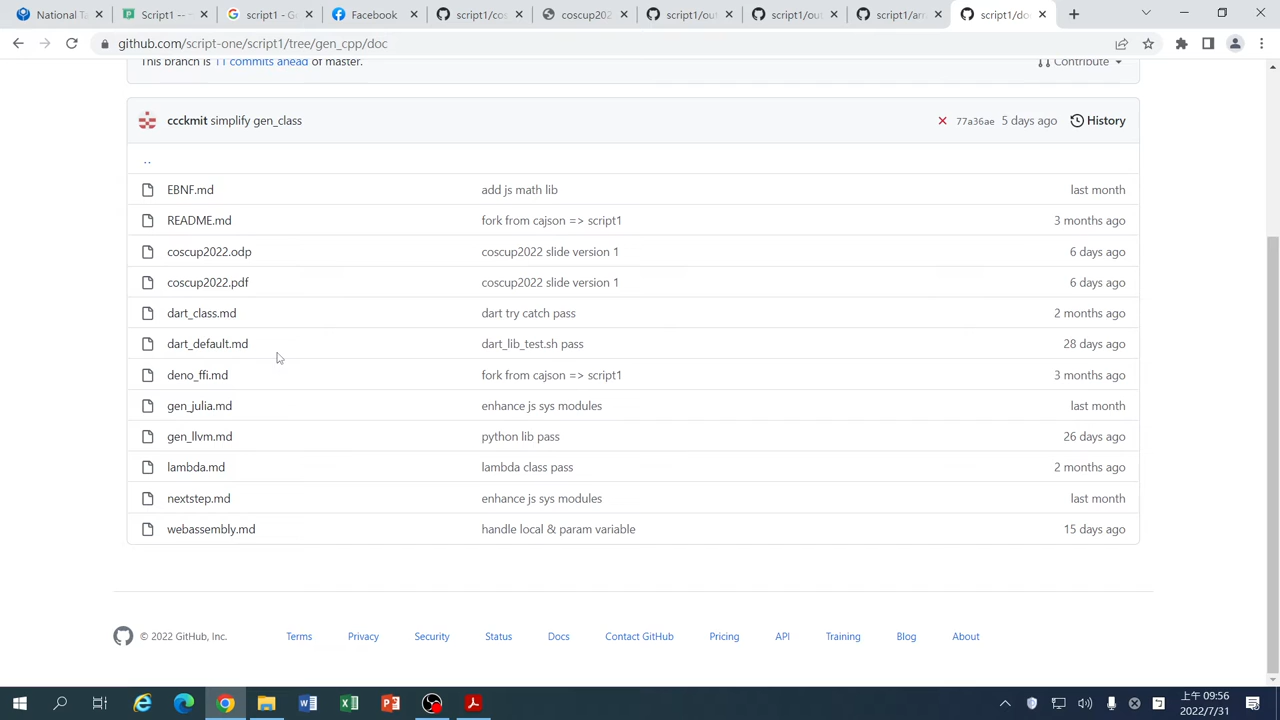 National Ta
Script1 --
script1 - G
Facebook
script1/cos
coscup202
script1/ou
script1/out
script1/arr
script1/do
github.com/script-one/script1/tree/gen_cpp/doc
This branch is 11 commits ahead of master.
Contribute
ccckmit simplify gen_class
77a36ae 5 days ago History
..
EBNF.md add js math lib last month
README.md fork from cajson => script1 3 months ago
coscup2022.odp coscup2022 slide version 1 6 days ago
coscup2022.pdf coscup2022 slide version 1 6 days ago
dart_class.md dart try catch pass 2 months ago
dart_default.md dart_lib_test.sh pass 28 days ago
deno_ffi.md fork from cajson => script1 3 months ago
gen_julia.md enhance js sys modules last month
gen_llvm.md python lib pass 26 days ago
lambda.md lambda class pass 2 months ago
nextstep.md enhance js sys modules last month
webassembly.md handle local & param variable 15 days ago
© 2022 GitHub, Inc. Terms Privacy Security Status Docs Contact GitHub Pricing API Training Blog About
上午 09:56
2022/7/31